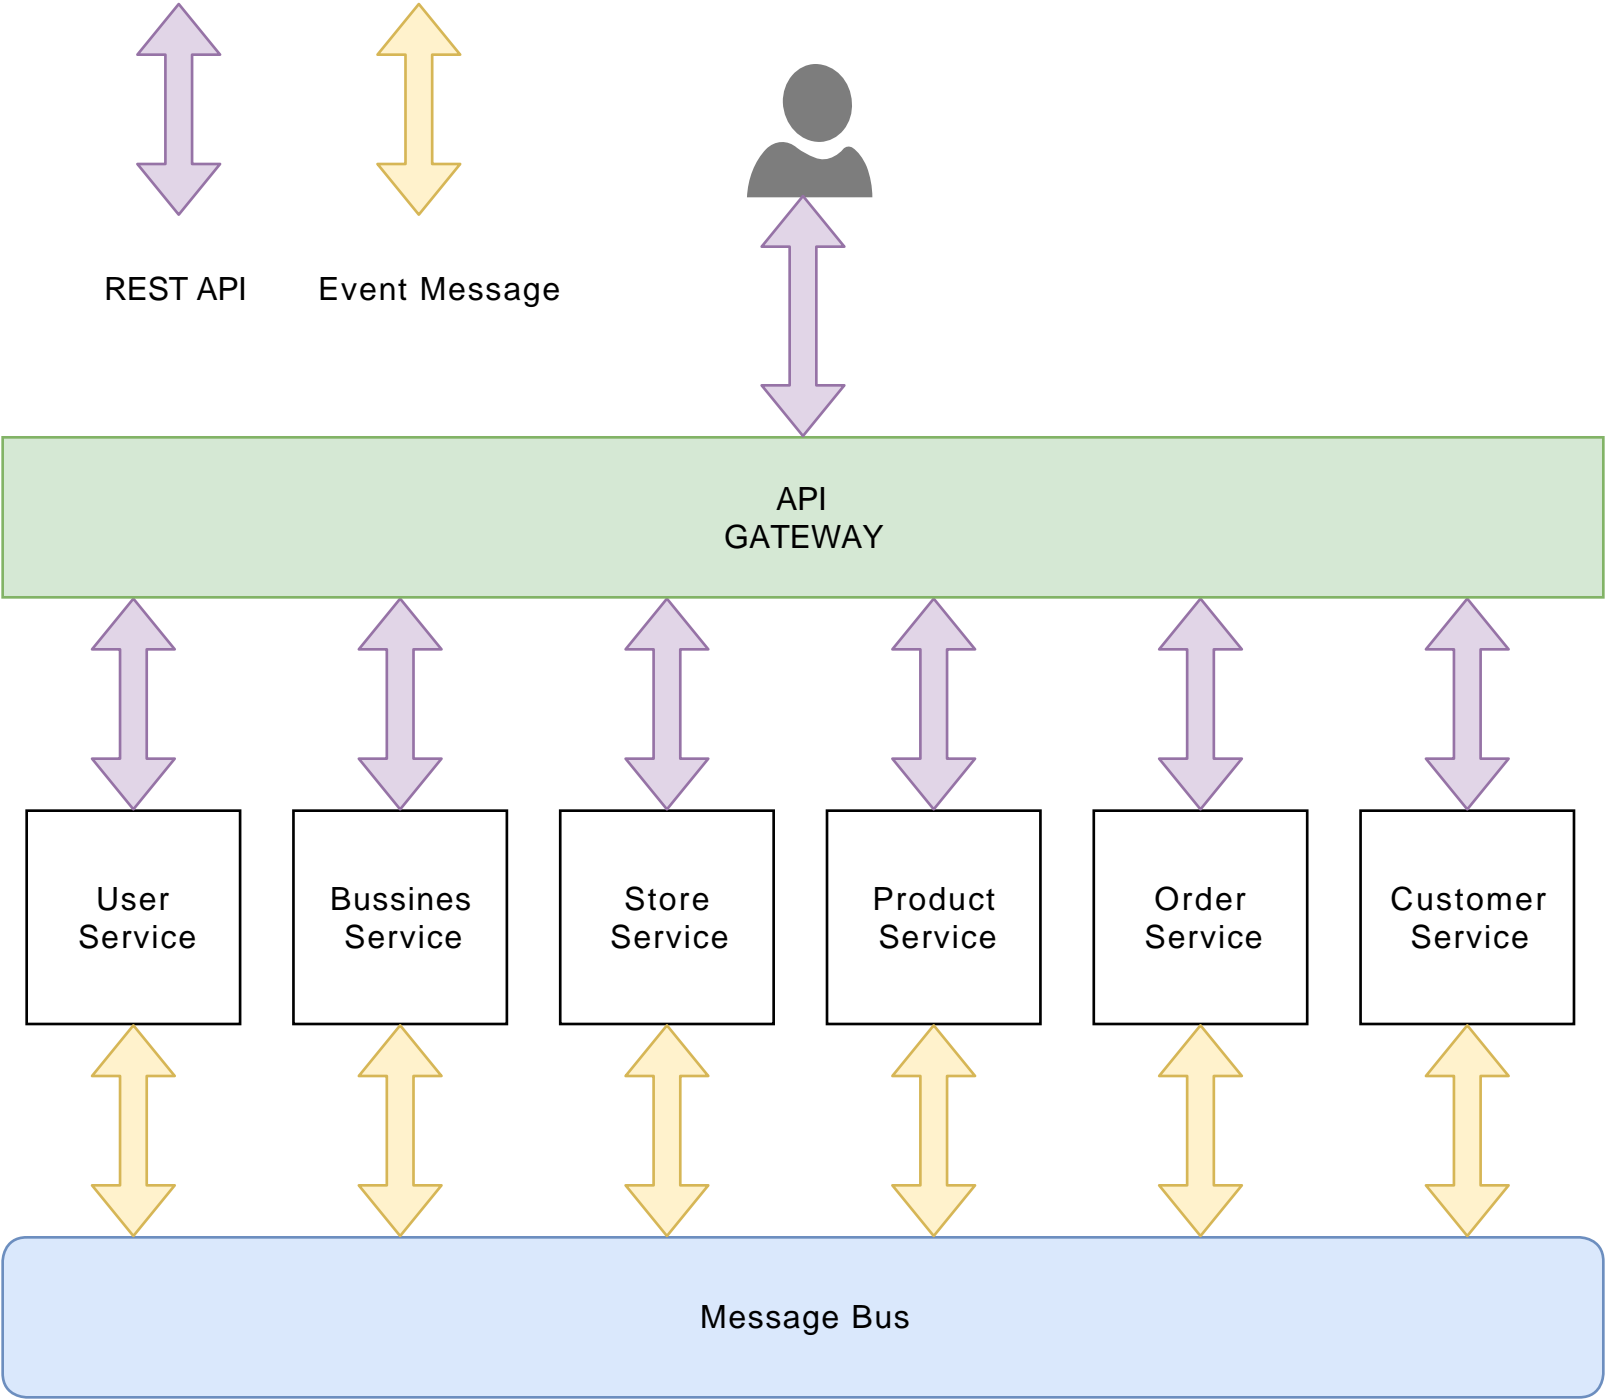 REST API
Event Message
API
GATEWAY
User
Service
Bussines
Service
Store
Service
Product
Service
Order
Service
Customer
Service
Message Bus